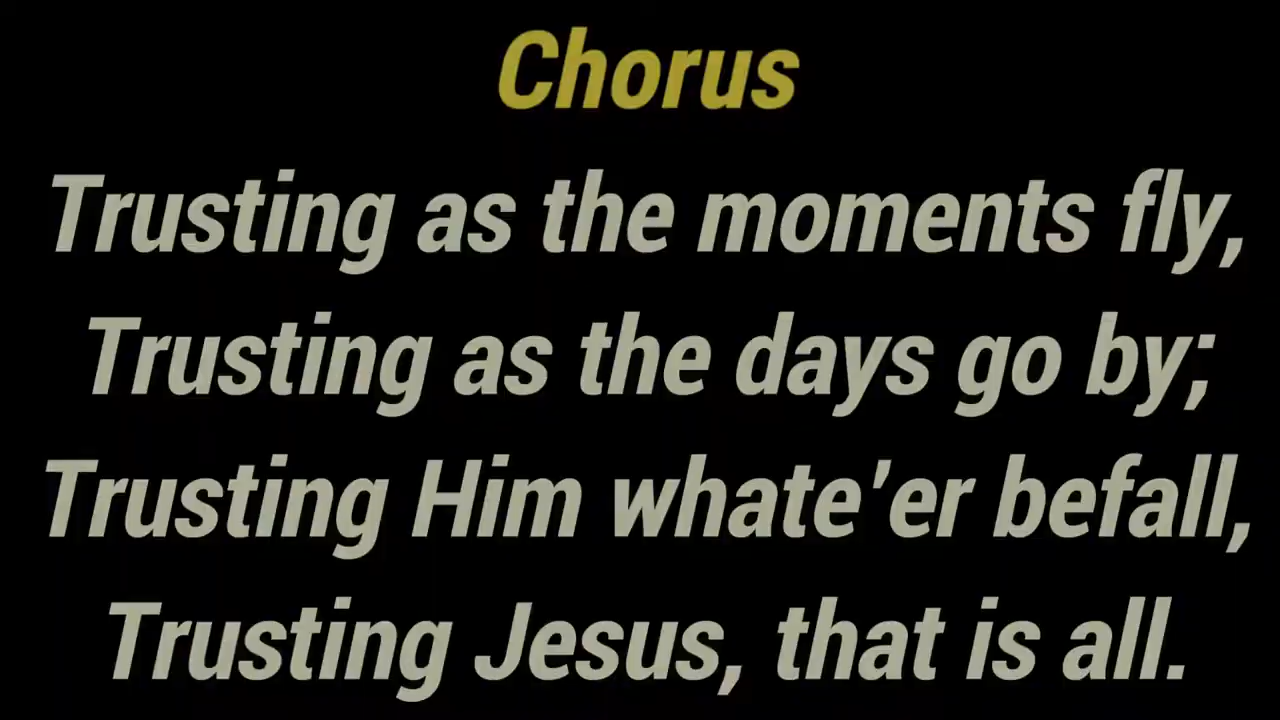 Chorus
Trusting as the moments fly,
Trusting as the days go by;
Trusting Him whate'er befall,
Trusting Jesus, that is all.